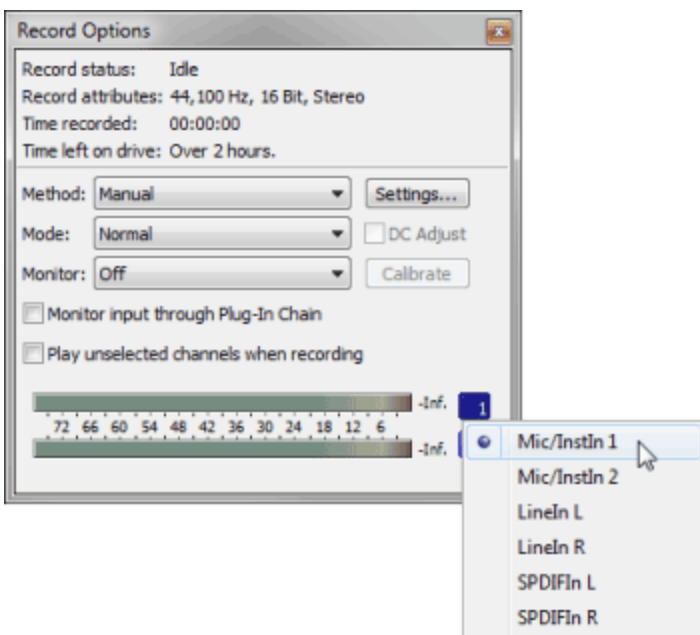 Record Options
Record status: Idle
Record attributes: 44,100 Hz, 16 Bit, Stereo
Time recorded: 00:00:00
Time left on drive: Over 2 hours.
Method: Manual Settings...
Mode: Normal DC Adjust
Monitor: Off Calibrate
Monitor input through Plug-In Chain
Play unselected channels when recording
-Inf. 1
72 66 60 54 48 42 36 30 24 18 12 6
-Inf.
Mic/InstIn 1
Mic/InstIn 2
LineIn L
LineIn R
SPDIFIn L
SPDIFIn R